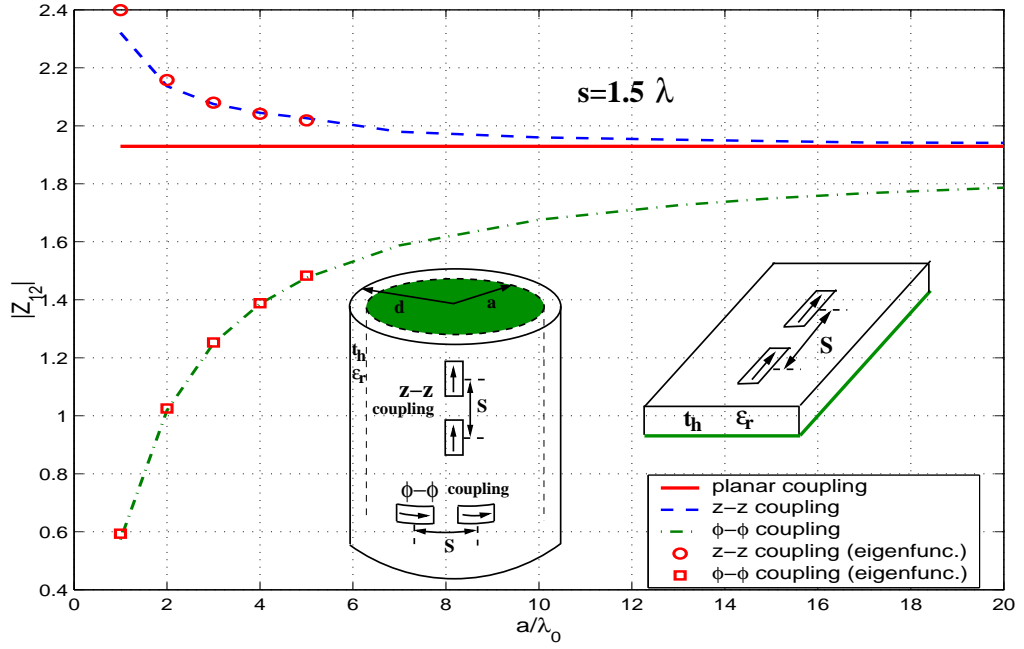 2.4
2.2
2
1.8
1.6
1.4
1.2
1
0.8
0.6
0.4
|Z12|
s=1.5 λ
d
a
th
εr
z−z
coupling
S
ϕ−ϕ coupling
S
S
th εr
planar coupling
z−z coupling
ϕ−ϕ coupling
z−z coupling (eigenfunc.)
ϕ−ϕ coupling (eigenfunc.)
0 2 4 6 8 10 12 14 16 18 20
a/λ0